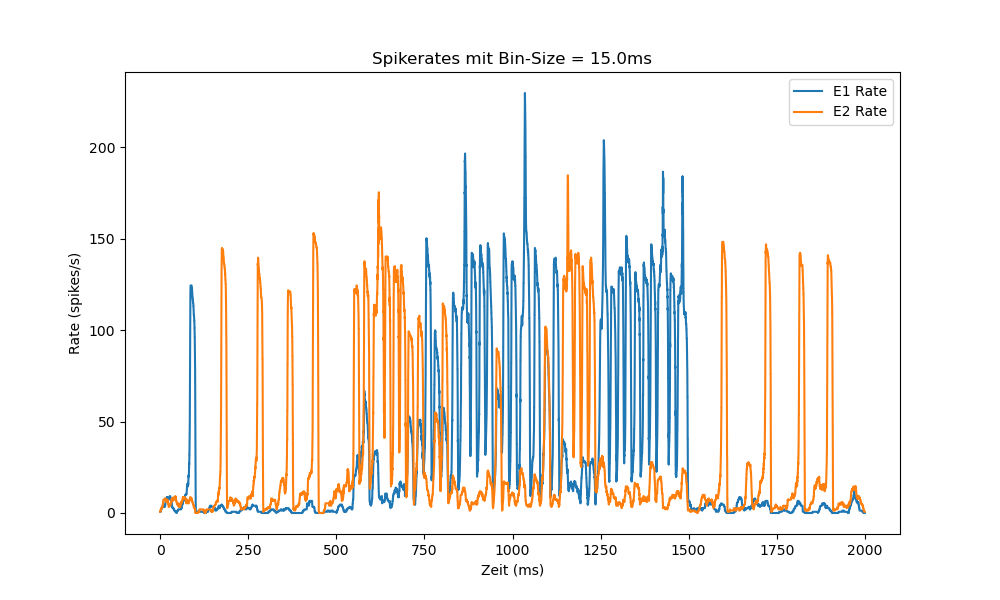 Spikerates mit Bin-Size = 15.0ms
E1 Rate
E2 Rate
Rate (spikes/s)
200
150
100
50
0
0 250 500 750 1000 1250 1500 1750 2000
Zeit (ms)